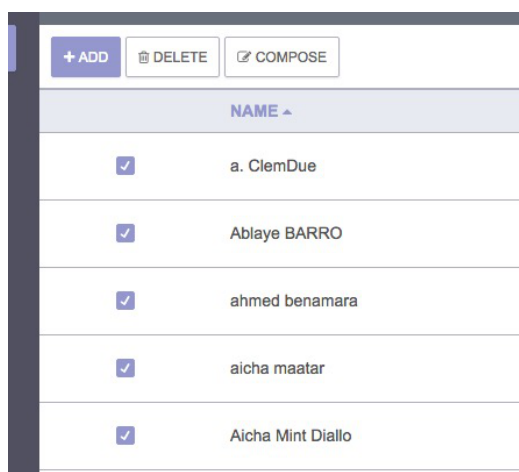 + ADD DELETE COMPOSE
NAME
a. ClemDue
Ablaye BARRO
ahmed benamara
aicha maatar
Aicha Mint Diallo